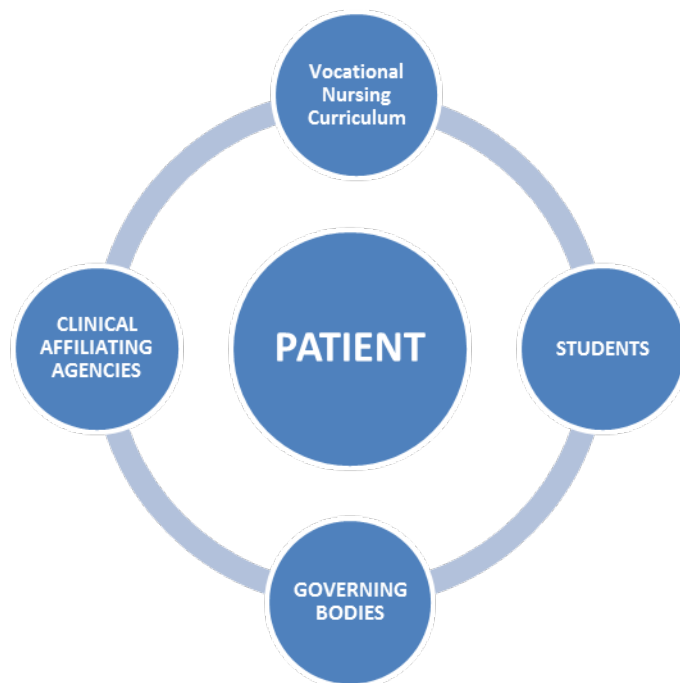 Vocational
Nursing
Curriculum
CLINICAL
AFFILIATING
AGENCIES
PATIENT
STUDENTS
GOVERNING
BODIES